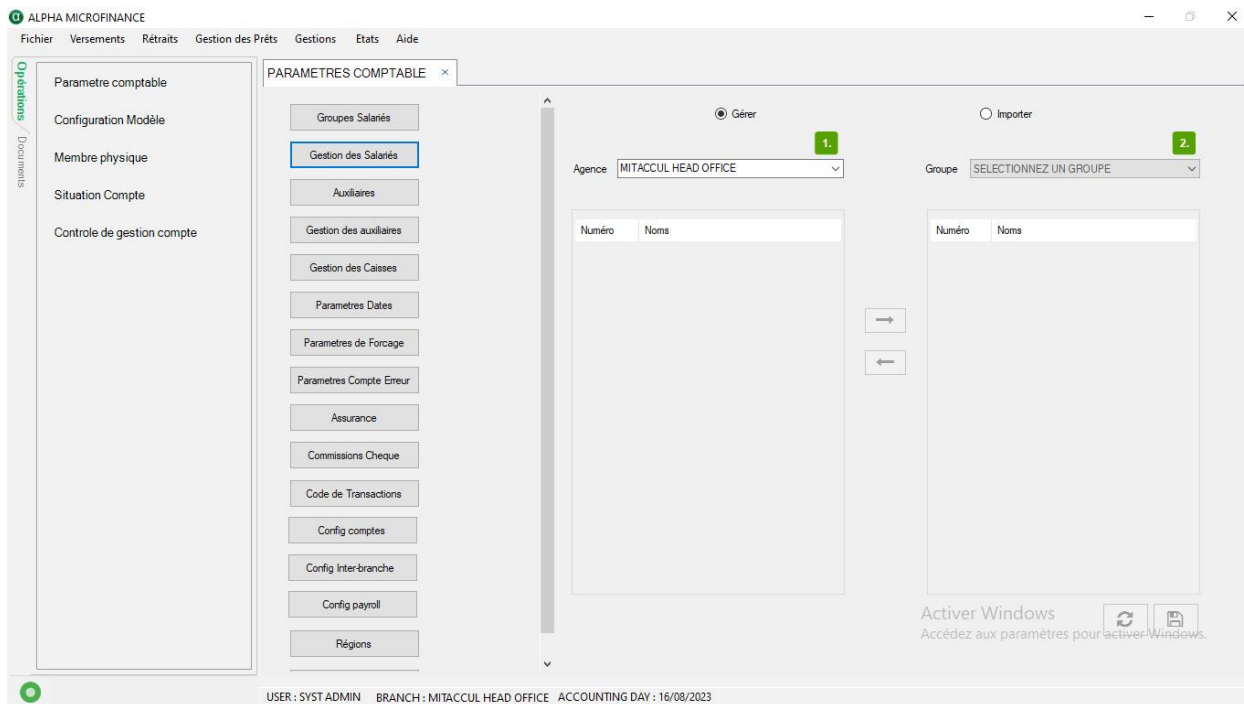 α ALPHA MICROFINANCE
Fichier Versements Rétraits Gestion des Prêts Gestions Etats Aide
Opérations
Documents
Parametre comptable
Configuration Modèle
Membre physique
Situation Compte
Controle de gestion compte
PARAMETRES COMPTABLE ×
Groupes Salariés
Gestion des Salariés
Auxiliaires
Gestion des auxiliaires
Gestion des Caisses
Parametres Dates
Parametres de Forcage
Parametres Compte Erreur
Assurance
Commissions Cheque
Code de Transactions
Config comptes
Config Inter-branche
Config payroll
Régions
Gérer
Importer
1.
2.
Agence MITACCUL HEAD OFFICE
Groupe SELECTIONNEZ UN GROUPE
Numéro Noms
Numéro Noms
Activer Windows
Accédez aux paramètres pour activer Windows.
USER : SYST ADMIN BRANCH : MITACCUL HEAD OFFICE ACCOUNTING DAY : 16/08/2023